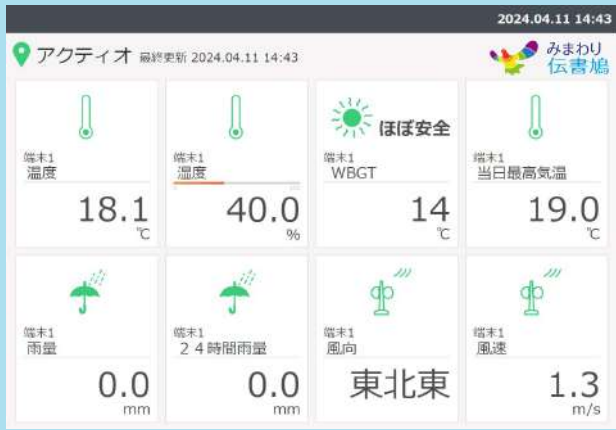 2024.04.11 14:43
アクティオ 最終更新 2024.04.11 14:43
みまわり
伝書鳩
端末1
温度
18.1
℃
端末1
湿度
40.0
%
ほぼ安全
端末1
WBGT
14
℃
端末1
当日最高気温
19.0
℃
端末1
雨量
0.0
mm
端末1
24時間雨量
0.0
mm
端末1
風向
東北東
端末1
風速
1.3
m/s